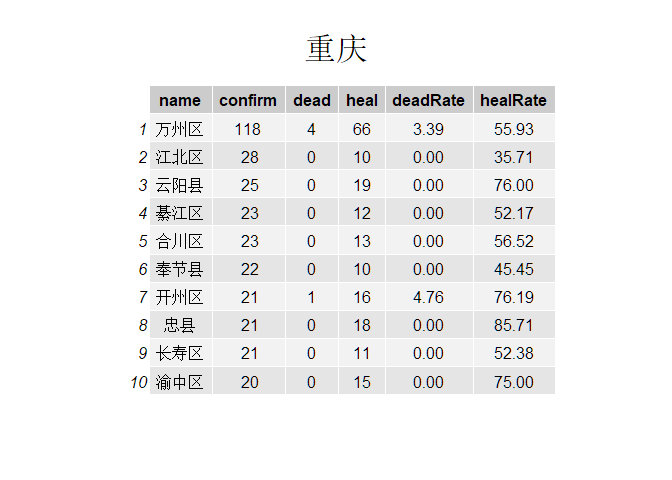 重庆
name confirm dead heal deadRate healRate
1 万州区 118 4 66 3.39 55.93
2 江北区 28 0 10 0.00 35.71
3 云阳县 25 0 19 0.00 76.00
4 綦江区 23 0 12 0.00 52.17
5 合川区 23 0 13 0.00 56.52
6 奉节县 22 0 10 0.00 45.45
7 开州区 21 1 16 4.76 76.19
8 忠县 21 0 18 0.00 85.71
9 长寿区 21 0 11 0.00 52.38
10 渝中区 20 0 15 0.00 75.00